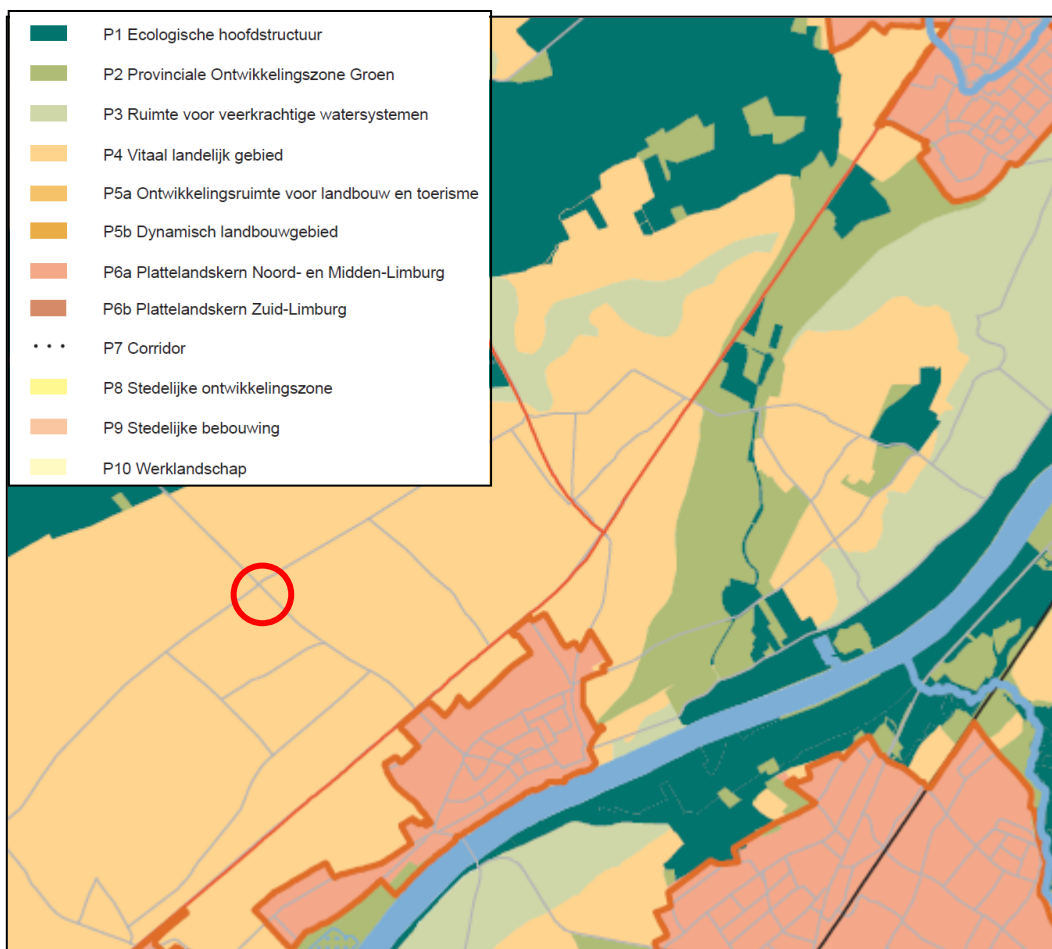 P1 Ecologische hoofdstructuur
P2 Provinciale Ontwikkelingszone Groen
P3 Ruimte voor veerkrachtige watersystemen
P4 Vitaal landelijk gebied
P5a Ontwikkelingsruimte voor landbouw en toerisme
P5b Dynamisch landbouwgebied
P6a Plattelandskern Noord- en Midden-Limburg
P6b Plattelandskern Zuid-Limburg
P7 Corridor
P8 Stedelijke ontwikkelingszone
P9 Stedelijke bebouwing
P10 Werklandschap